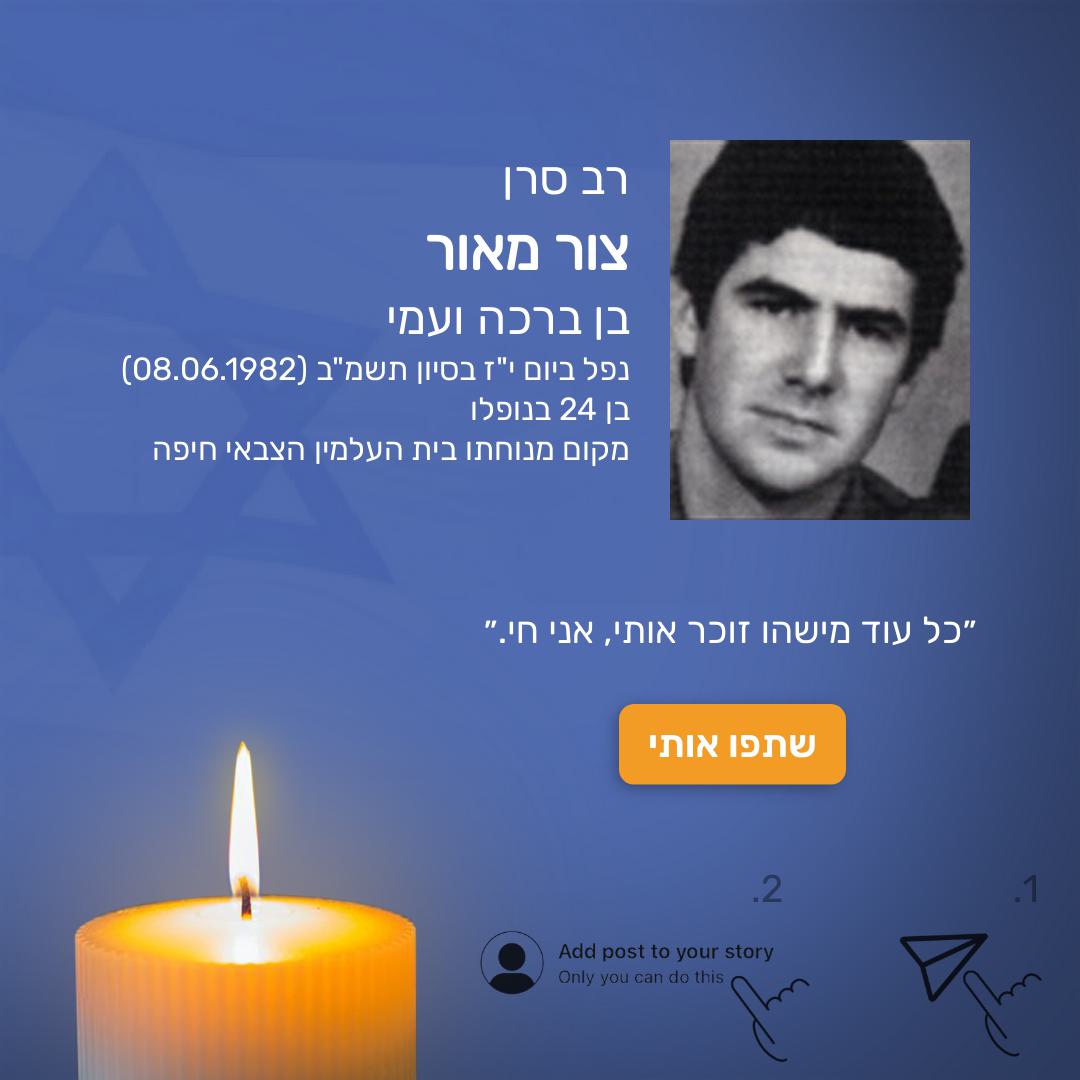 רב סרן
צור מאור
בן ברכה ועמי
נפל ביום י"ז בסיון תשמ"ב (08.06.1982)
בן 24 בנופלו
מקום מנוחתו בית העלמין הצבאי חיפה
״כל עוד מישהו זוכר אותי, אני חי.״
שתפו אותי
.1
.2
Add post to your story
Only you can do this